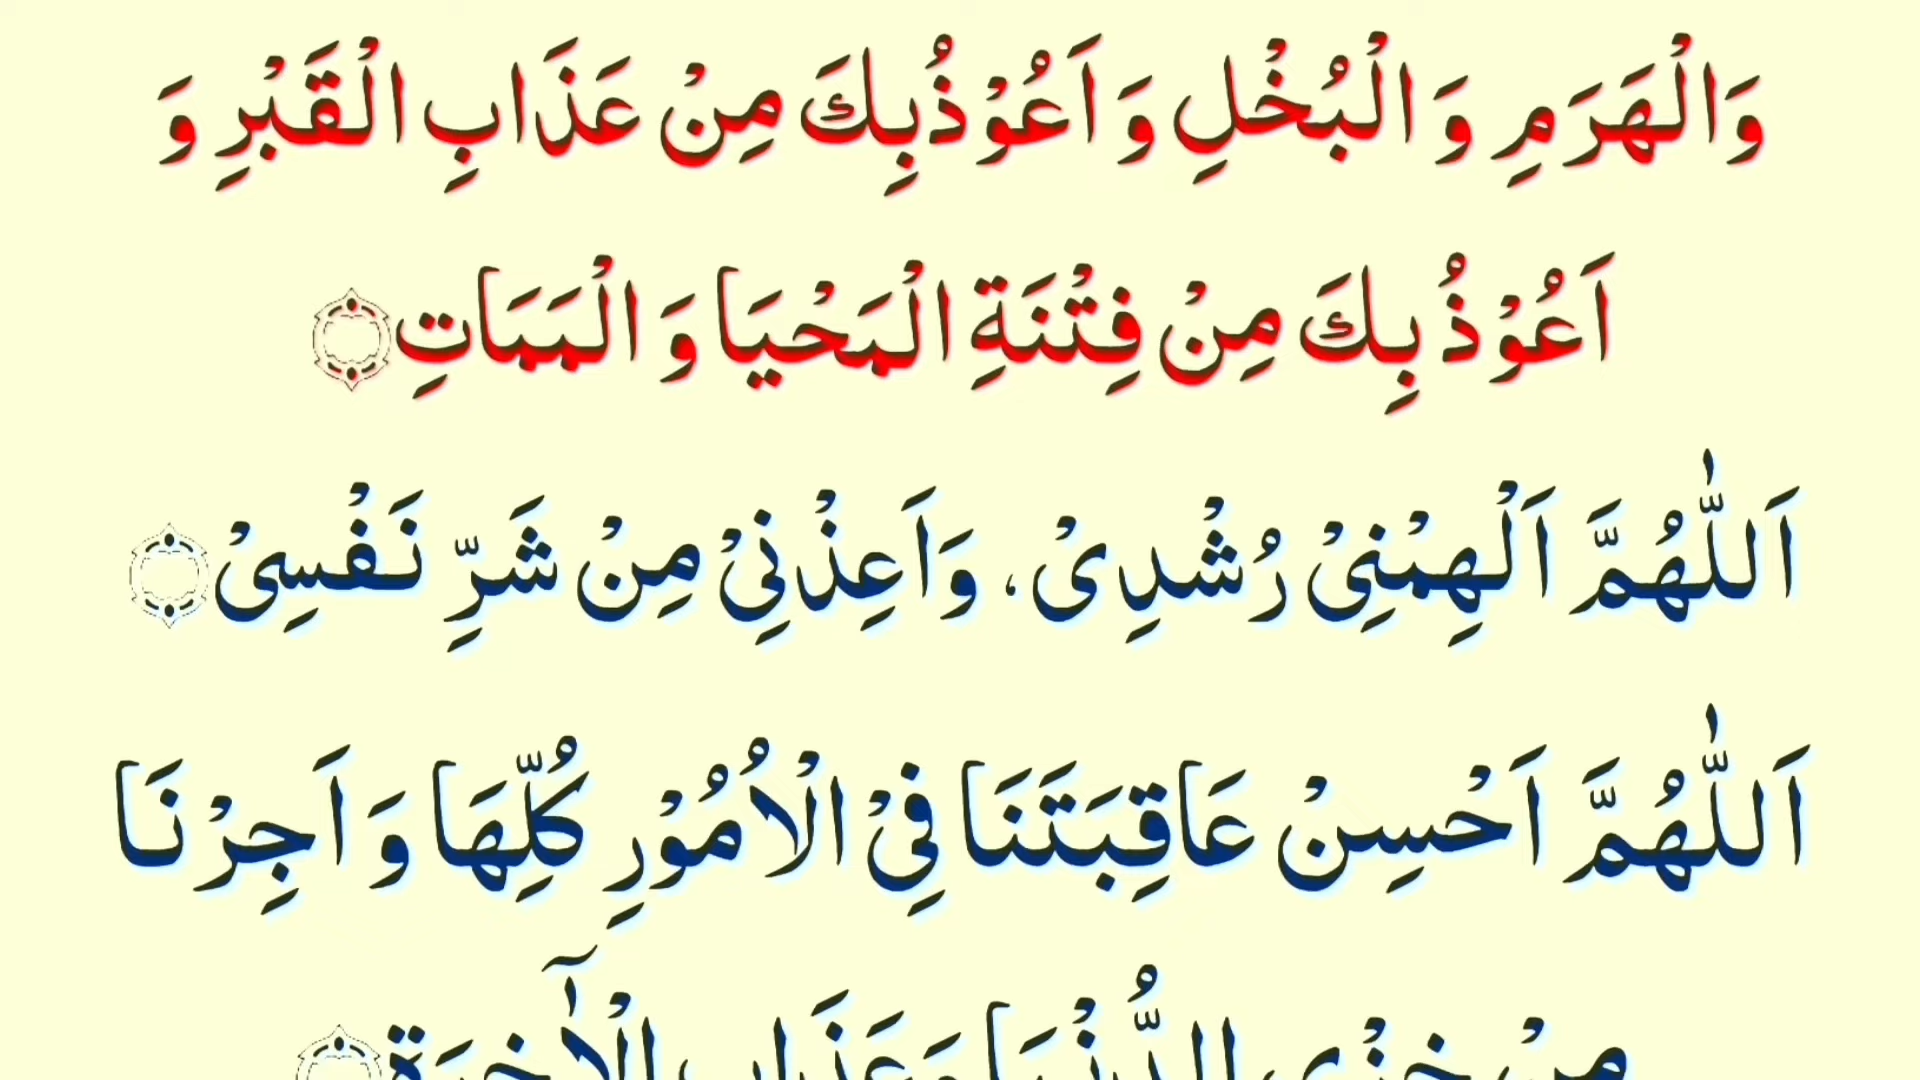 وَالْهَرَمِ وَ الْبُخْلِ وَ اَعُوْذُبِكَ مِنْ عَذَابِ الْقَبْرِ وَ
اَعُوْذُ بِكَ مِنْ فِتْنَةِ الْمَحْيَا وَ الْمَمَاتِ
اَللّٰهُمَّ اَلْهِمْنِیْ رُشْدِیْ، وَاَعِذْنِیْ مِنْ شَرِّ نَفْسِیْ
اَللّٰهُمَّ اَحْسِنْ عَاقِبَتَنَا فِیْ الْاُمُوْرِ كُلِّهَا وَ اَجِرْنَا
مِنْ خِزْیِ الدُّنْيَا وَعَذَابِ الْاٰخِرَةِ